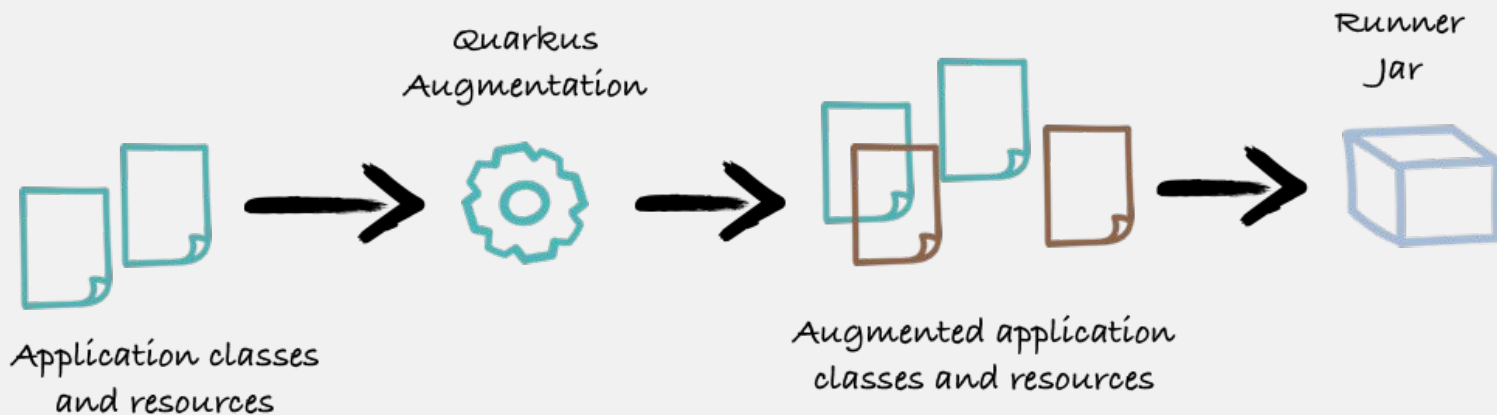 Quarkus
Augmentation
Runner
Jar
Application classes
and resources
Augmented application
classes and resources